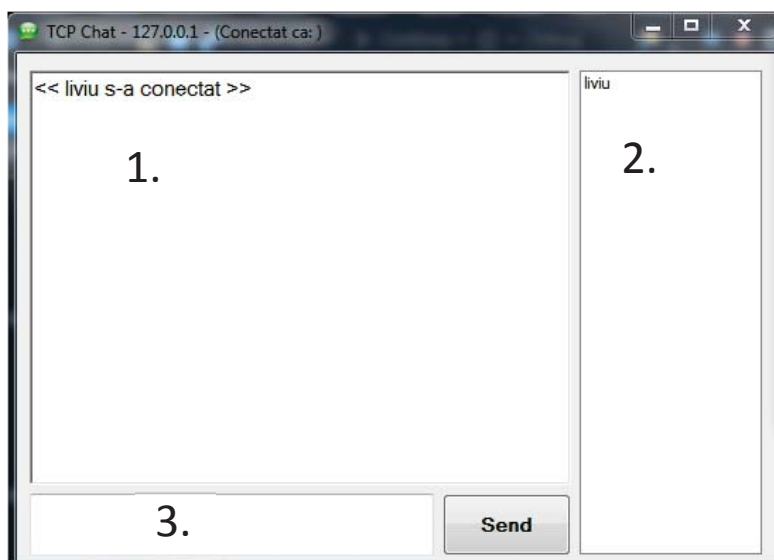 TCP Chat - 127.0.0.1 - (Conectat ca: )
<< liviu s-a conectat >>
liviu
1.
2.
3.
Send